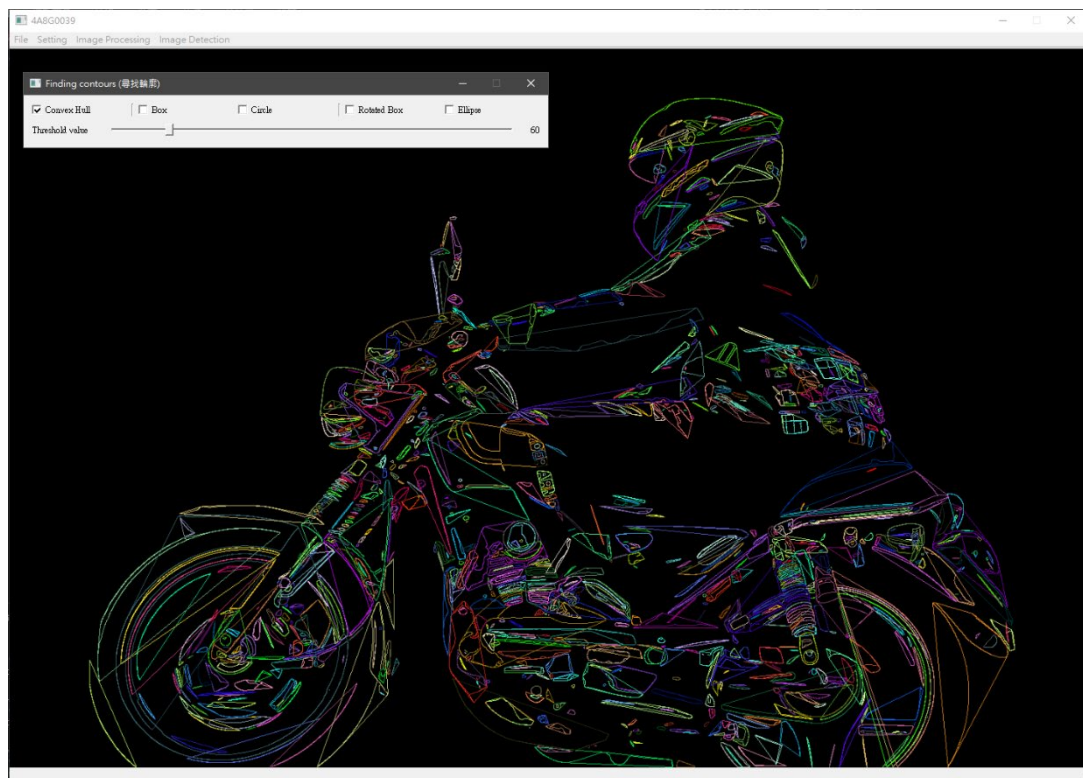 4A8G0039
File Setting Image Processing Image Detection
Finding contours (尋找輪廓)
Convex Hull Box Circle Rotated Box Ellipse
Threshold value 60